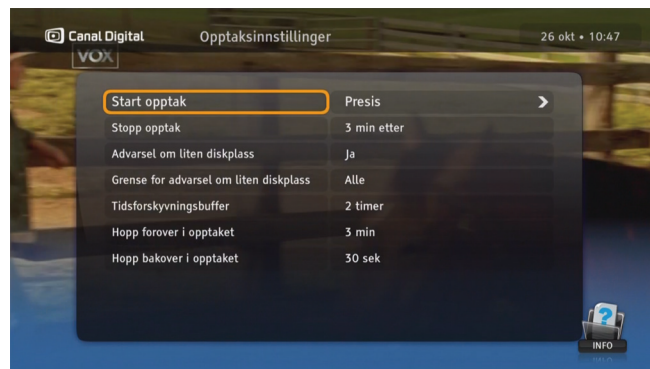 Canal Digital Opptaksinnstillinger 26 okt • 10:47
VOX
Start opptak Presis
Stopp opptak 3 min etter
Advarsel om liten diskplass Ja
Grense for advarsel om liten diskplass Alle
Tidsforskyvningsbuffer 2 timer
Hopp forover i opptaket 3 min
Hopp bakover i opptaket 30 sek
INFO